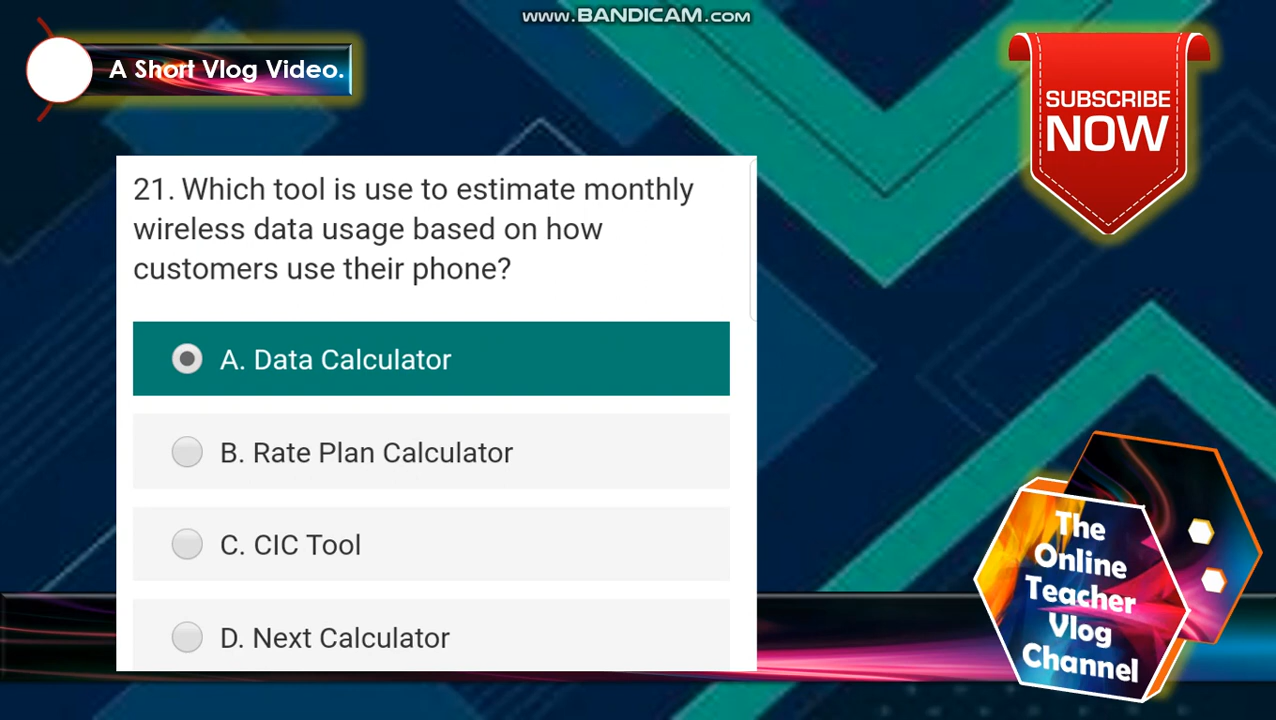 www.BANDICAM.com
A Short Vlog Video.
SUBSCRIBE
NOW
21. Which tool is use to estimate monthly
wireless data usage based on how
customers use their phone?
A. Data Calculator
B. Rate Plan Calculator
C. CIC Tool
D. Next Calculator
The
Online
Teacher
Vlog
Channel